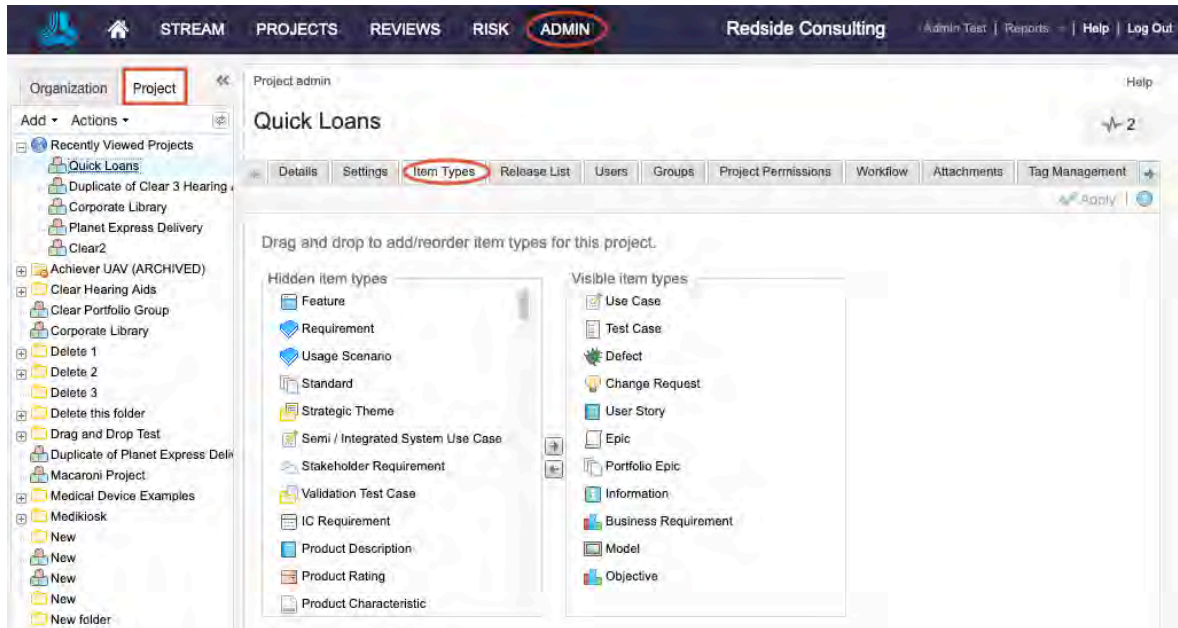 STREAM PROJECTS REVIEWS RISK ADMIN Redside Consulting Admin Test | Reports | Help | Log Out
Organization Project
Add Actions
Recently Viewed Projects
Quick Loans
Duplicate of Clear 3 Hearing
Corporate Library
Planet Express Delivery
Clear2
Achiever UAV (ARCHIVED)
Clear Hearing Aids
Clear Portfolio Group
Corporate Library
Delete 1
Delete 2
Delete 3
Delete this folder
Drag and Drop Test
Duplicate of Planet Express Deliv
Macaroni Project
Medical Device Examples
Medikiosk
New
New
New
New
New folder
Project admin Help
Quick Loans 2
Details Settings Item Types Release List Users Groups Project Permissions Workflow Attachments Tag Management
Apply
Drag and drop to add/reorder item types for this project.
Hidden item types
Feature
Requirement
Usage Scenario
Standard
Strategic Theme
Semi / Integrated System Use Case
Stakeholder Requirement
Validation Test Case
IC Requirement
Product Description
Product Rating
Product Characteristic
Visible item types
Use Case
Test Case
Defect
Change Request
User Story
Epic
Portfolio Epic
Information
Business Requirement
Model
Objective